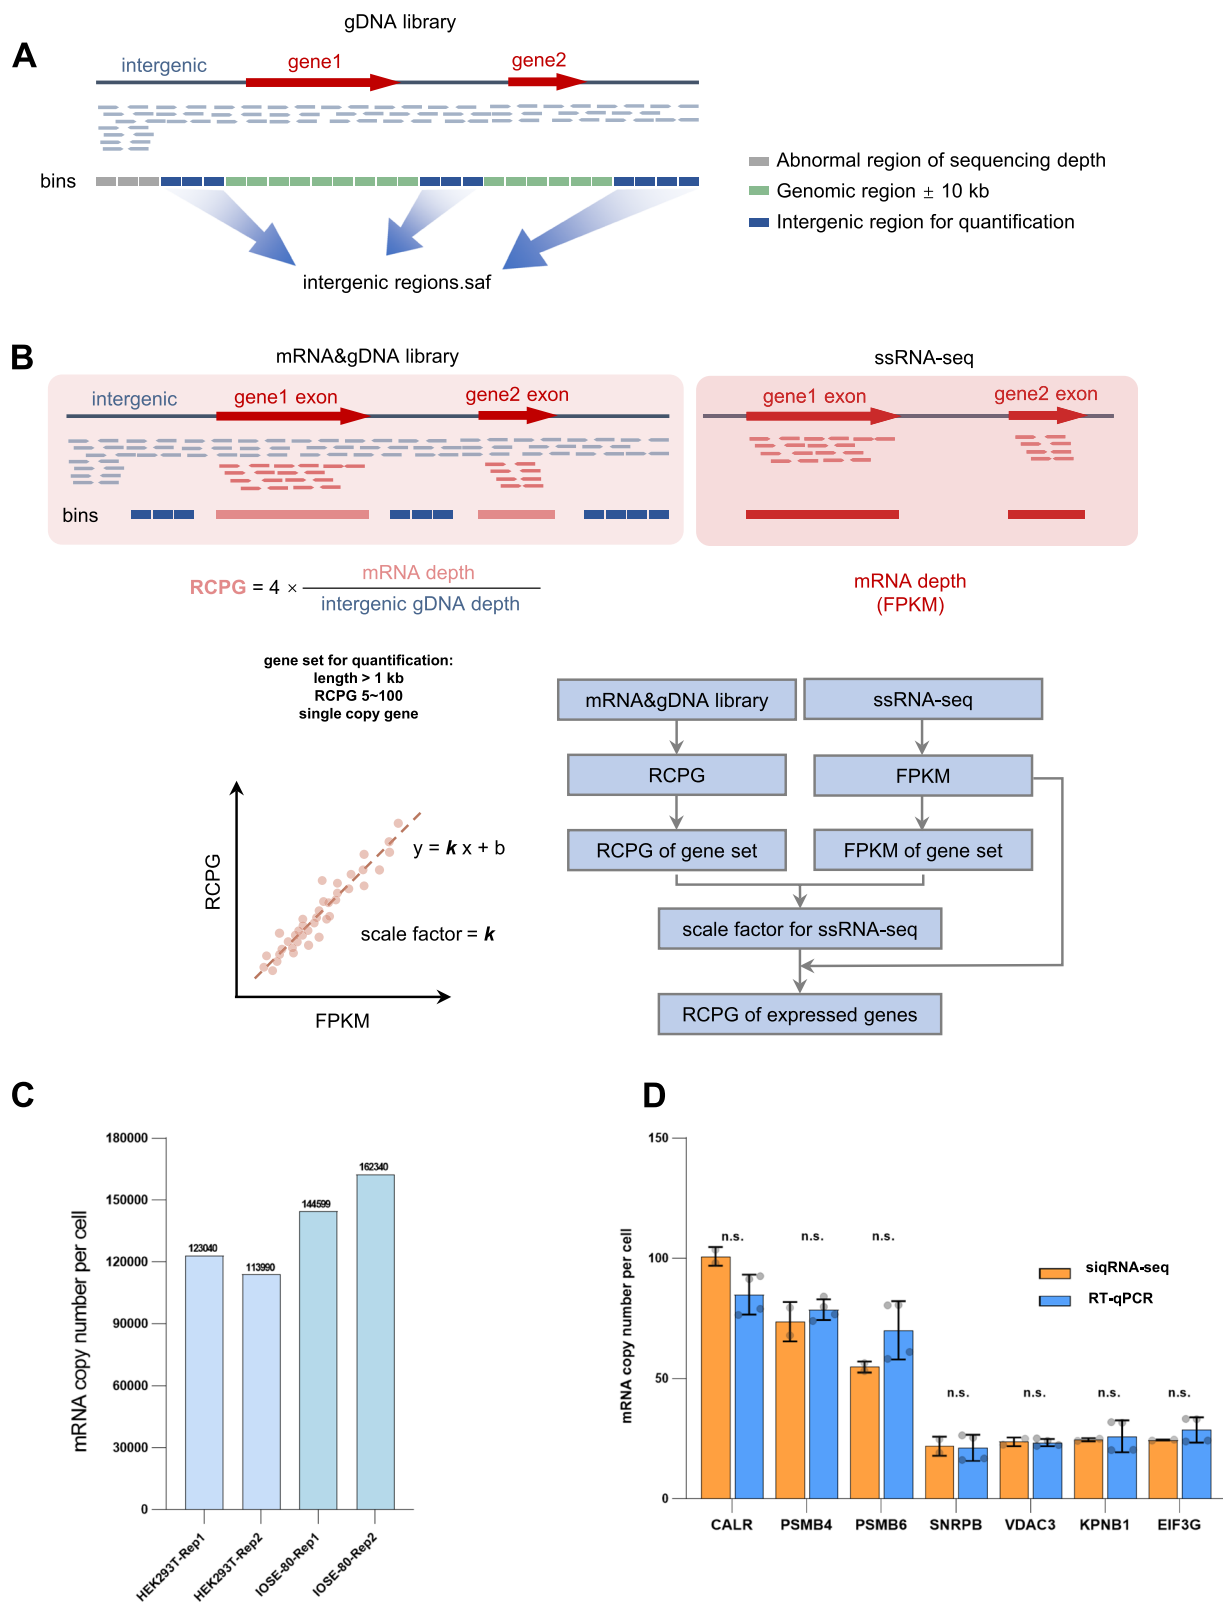 gDNA library
A
intergenic
gene1
gene2
bins
Abnormal region of sequencing depth
Genomic region ± 10 kb
Intergenic region for quantification
intergenic regions.saf
B
mRNA&gDNA library
ssRNA-seq
intergenic
gene1 exon
gene2 exon
gene1 exon
gene2 exon
bins
RCPG = 4 × mRNA depth
intergenic gDNA depth
mRNA depth
(FPKM)
gene set for quantification:
length > 1 kb
RCPG 5~100
single copy gene
mRNA&gDNA library
ssRNA-seq
RCPG
FPKM
RCPG of gene set
FPKM of gene set
scale factor for ssRNA-seq
RCPG of expressed genes
RCPG
y = k x + b
scale factor = k
FPKM
C
mRNA copy number per cell
180000
150000
120000
90000
60000
30000
0
123040
113990
144599
162340
HEK293T-Rep1
HEK293T-Rep2
IOSE-80-Rep1
IOSE-80-Rep2
D
mRNA copy number per cell
150
100
50
0
n.s.
n.s.
n.s.
n.s.
n.s.
n.s.
n.s.
siqRNA-seq
RT-qPCR
CALR
PSMB4
PSMB6
SNRPB
VDAC3
KPNB1
EIF3G